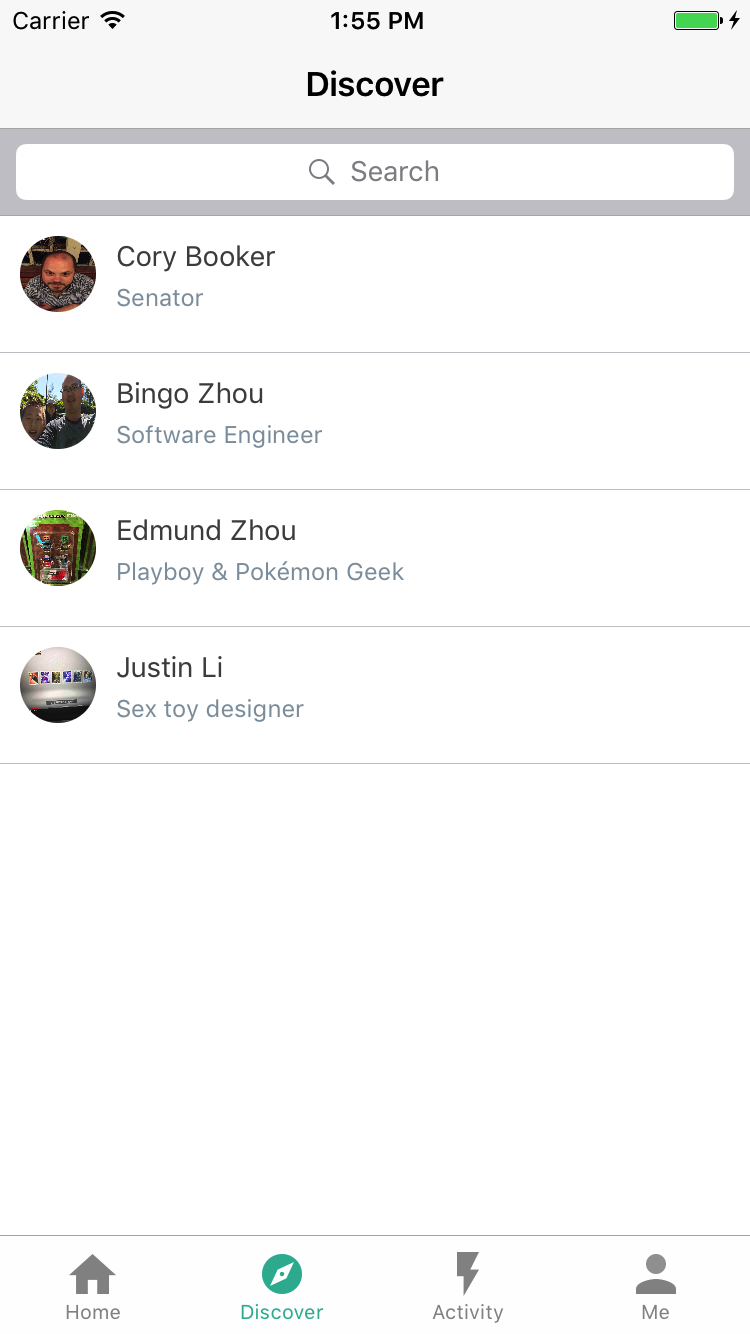 Carrier 1:55 PM
Discover
Search
Cory Booker
Senator
Bingo Zhou
Software Engineer
Edmund Zhou
Playboy & Pokémon Geek
Justin Li
Sex toy designer
Home Discover Activity Me